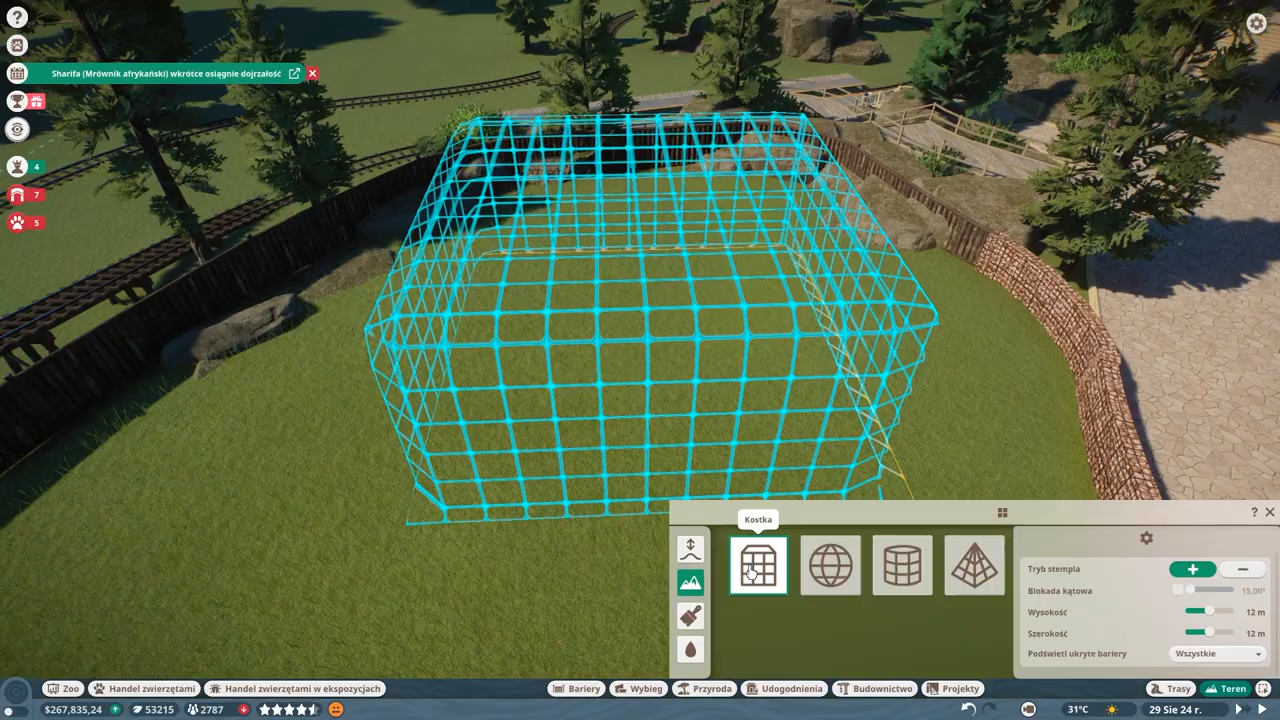 Sharifa (Mrównik afrykański) wkrótce osiągnie dojrzałość
4
7
5
Kostka
Tryb stempla
Blokada kątowa 15,00°
Wysokość 12 m
Szerokość 12 m
Podświetl ukryte bariery Wszystkie
Zoo Handel zwierzętami Handel zwierzętami w ekspozycjach Bariery Wybieg Przyroda Udogodnienia Budownictwo Projekty Trasy Teren
$267,835,24 53215 2787 31°C 29 Sie 24 r.